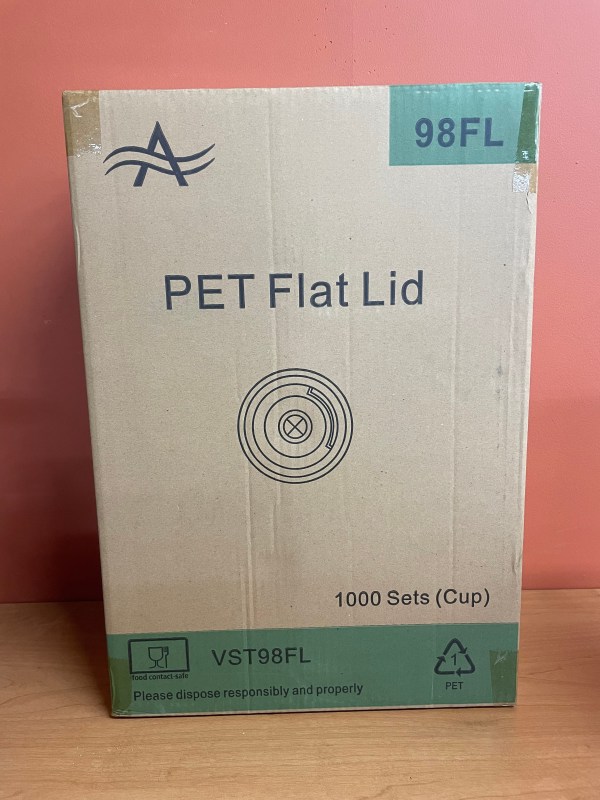 A
98FL
PET Flat Lid
1000 Sets (Cup)
food contact-safe
VST98FL
1
PET
Please dispose responsibly and properly